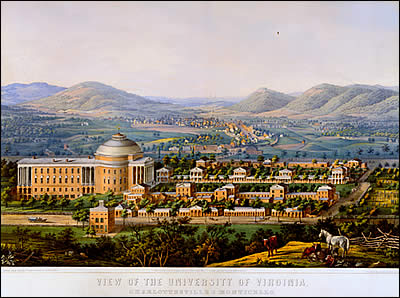 VIEW OF THE UNIVERSITY OF VIRGINIA,
CHARLOTTESVILLE & MONTICELLO